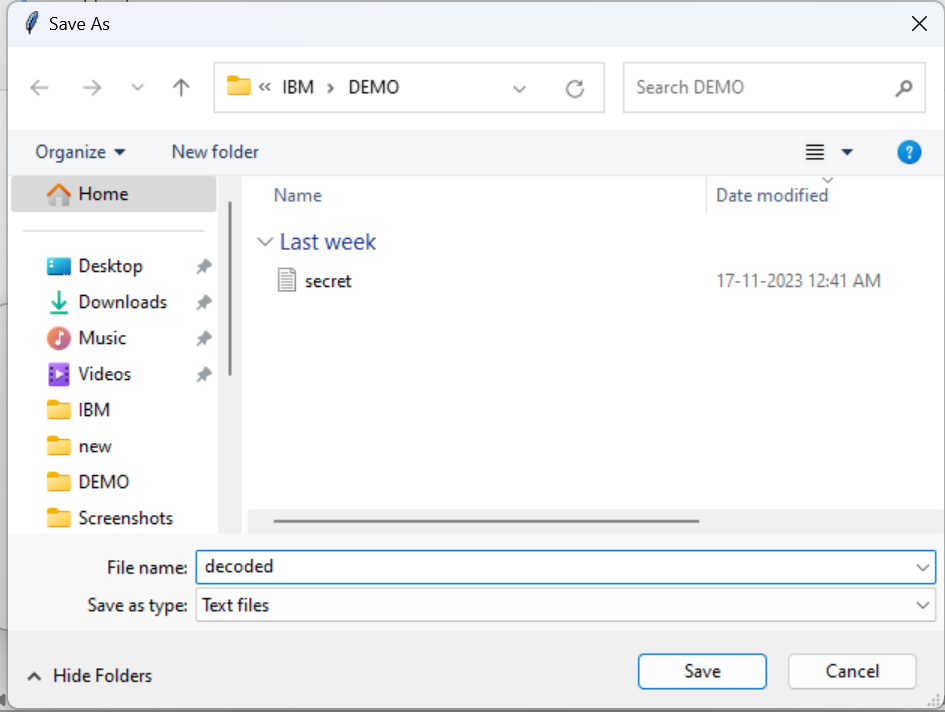 Save As
« IBM > DEMO
Search DEMO
Organize
New folder
?
Home
Name
Date modified
Last week
Desktop
secret
17-11-2023 12:41 AM
Downloads
Music
Videos
IBM
new
DEMO
Screenshots
File name: decoded
Save as type: Text files
Hide Folders
Save
Cancel